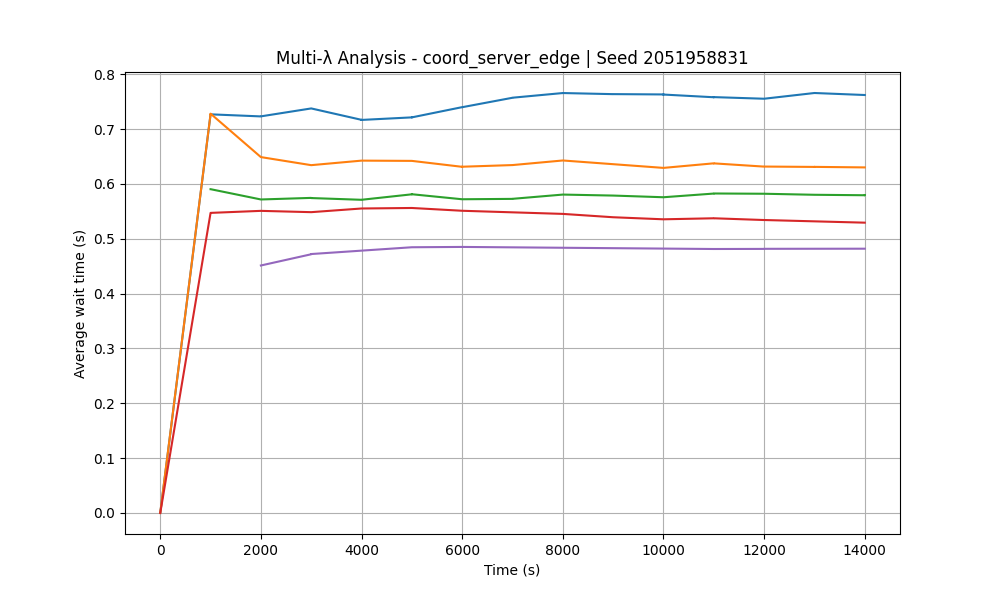 Multi-λ Analysis - coord_server_edge | Seed 2051958831
0.8
0.7
0.6
0.5
0.4
0.3
0.2
0.1
0.0
Average wait time (s)
0 2000 4000 6000 8000 10000 12000 14000
Time (s)